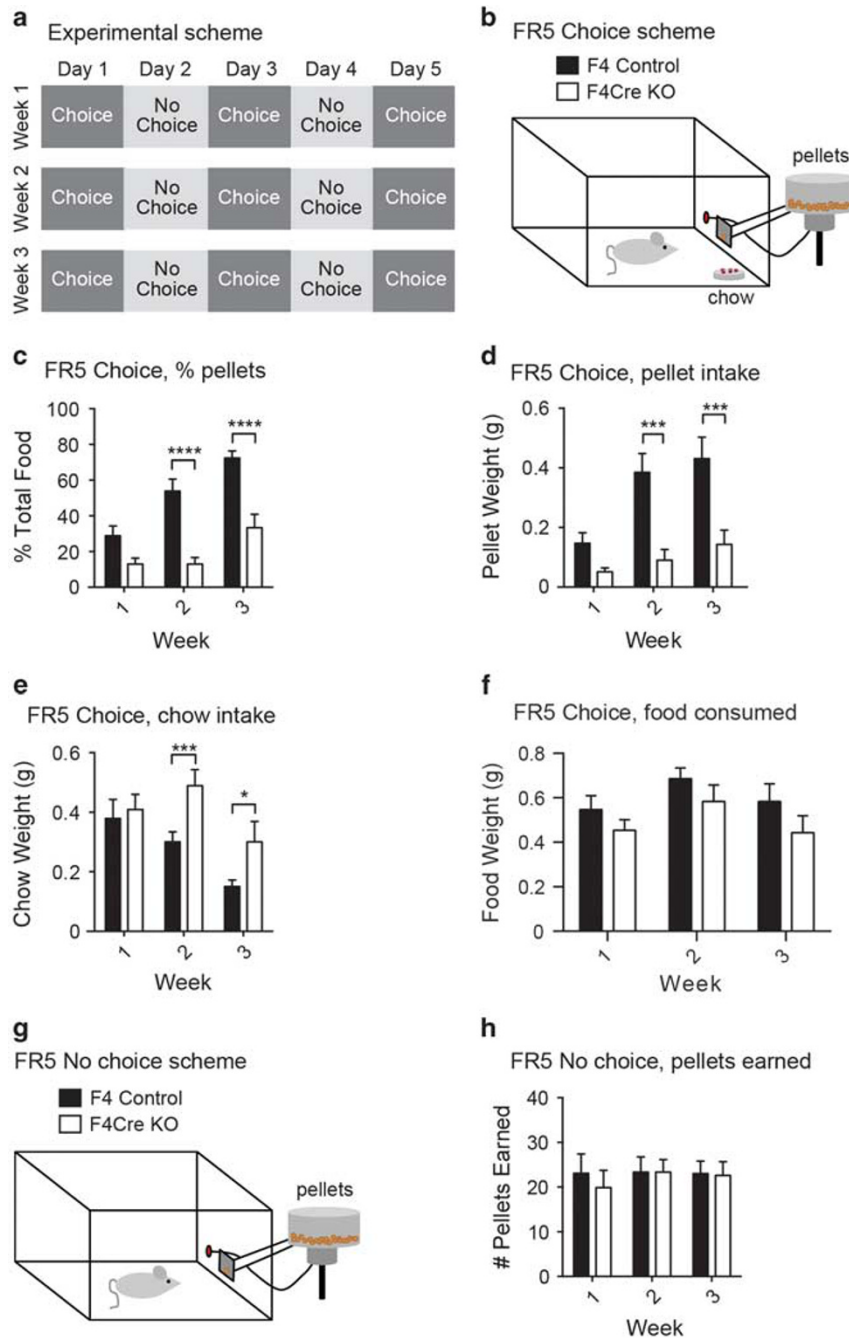 a Experimental scheme
Day 1 Day 2 Day 3 Day 4 Day 5
Week 1
Choice No Choice Choice No Choice Choice
Week 2
Choice No Choice Choice No Choice Choice
Week 3
Choice No Choice Choice No Choice Choice
b FR5 Choice scheme
F4 Control
F4Cre KO
pellets
chow
c FR5 Choice, % pellets
% Total Food
100
80
60
40
20
0
**** ****
1 2 3
Week
d FR5 Choice, pellet intake
Pellet Weight (g)
0.6
0.4
0.2
0
*** ***
1 2 3
Week
e FR5 Choice, chow intake
Chow Weight (g)
0.6
0.4
0.2
0
*** *
1 2 3
Week
f FR5 Choice, food consumed
Food Weight (g)
0.8
0.6
0.4
0.2
0
1 2 3
Week
g FR5 No choice scheme
F4 Control
F4Cre KO
pellets
h FR5 No choice, pellets earned
# Pellets Earned
40
30
20
10
0
1 2 3
Week